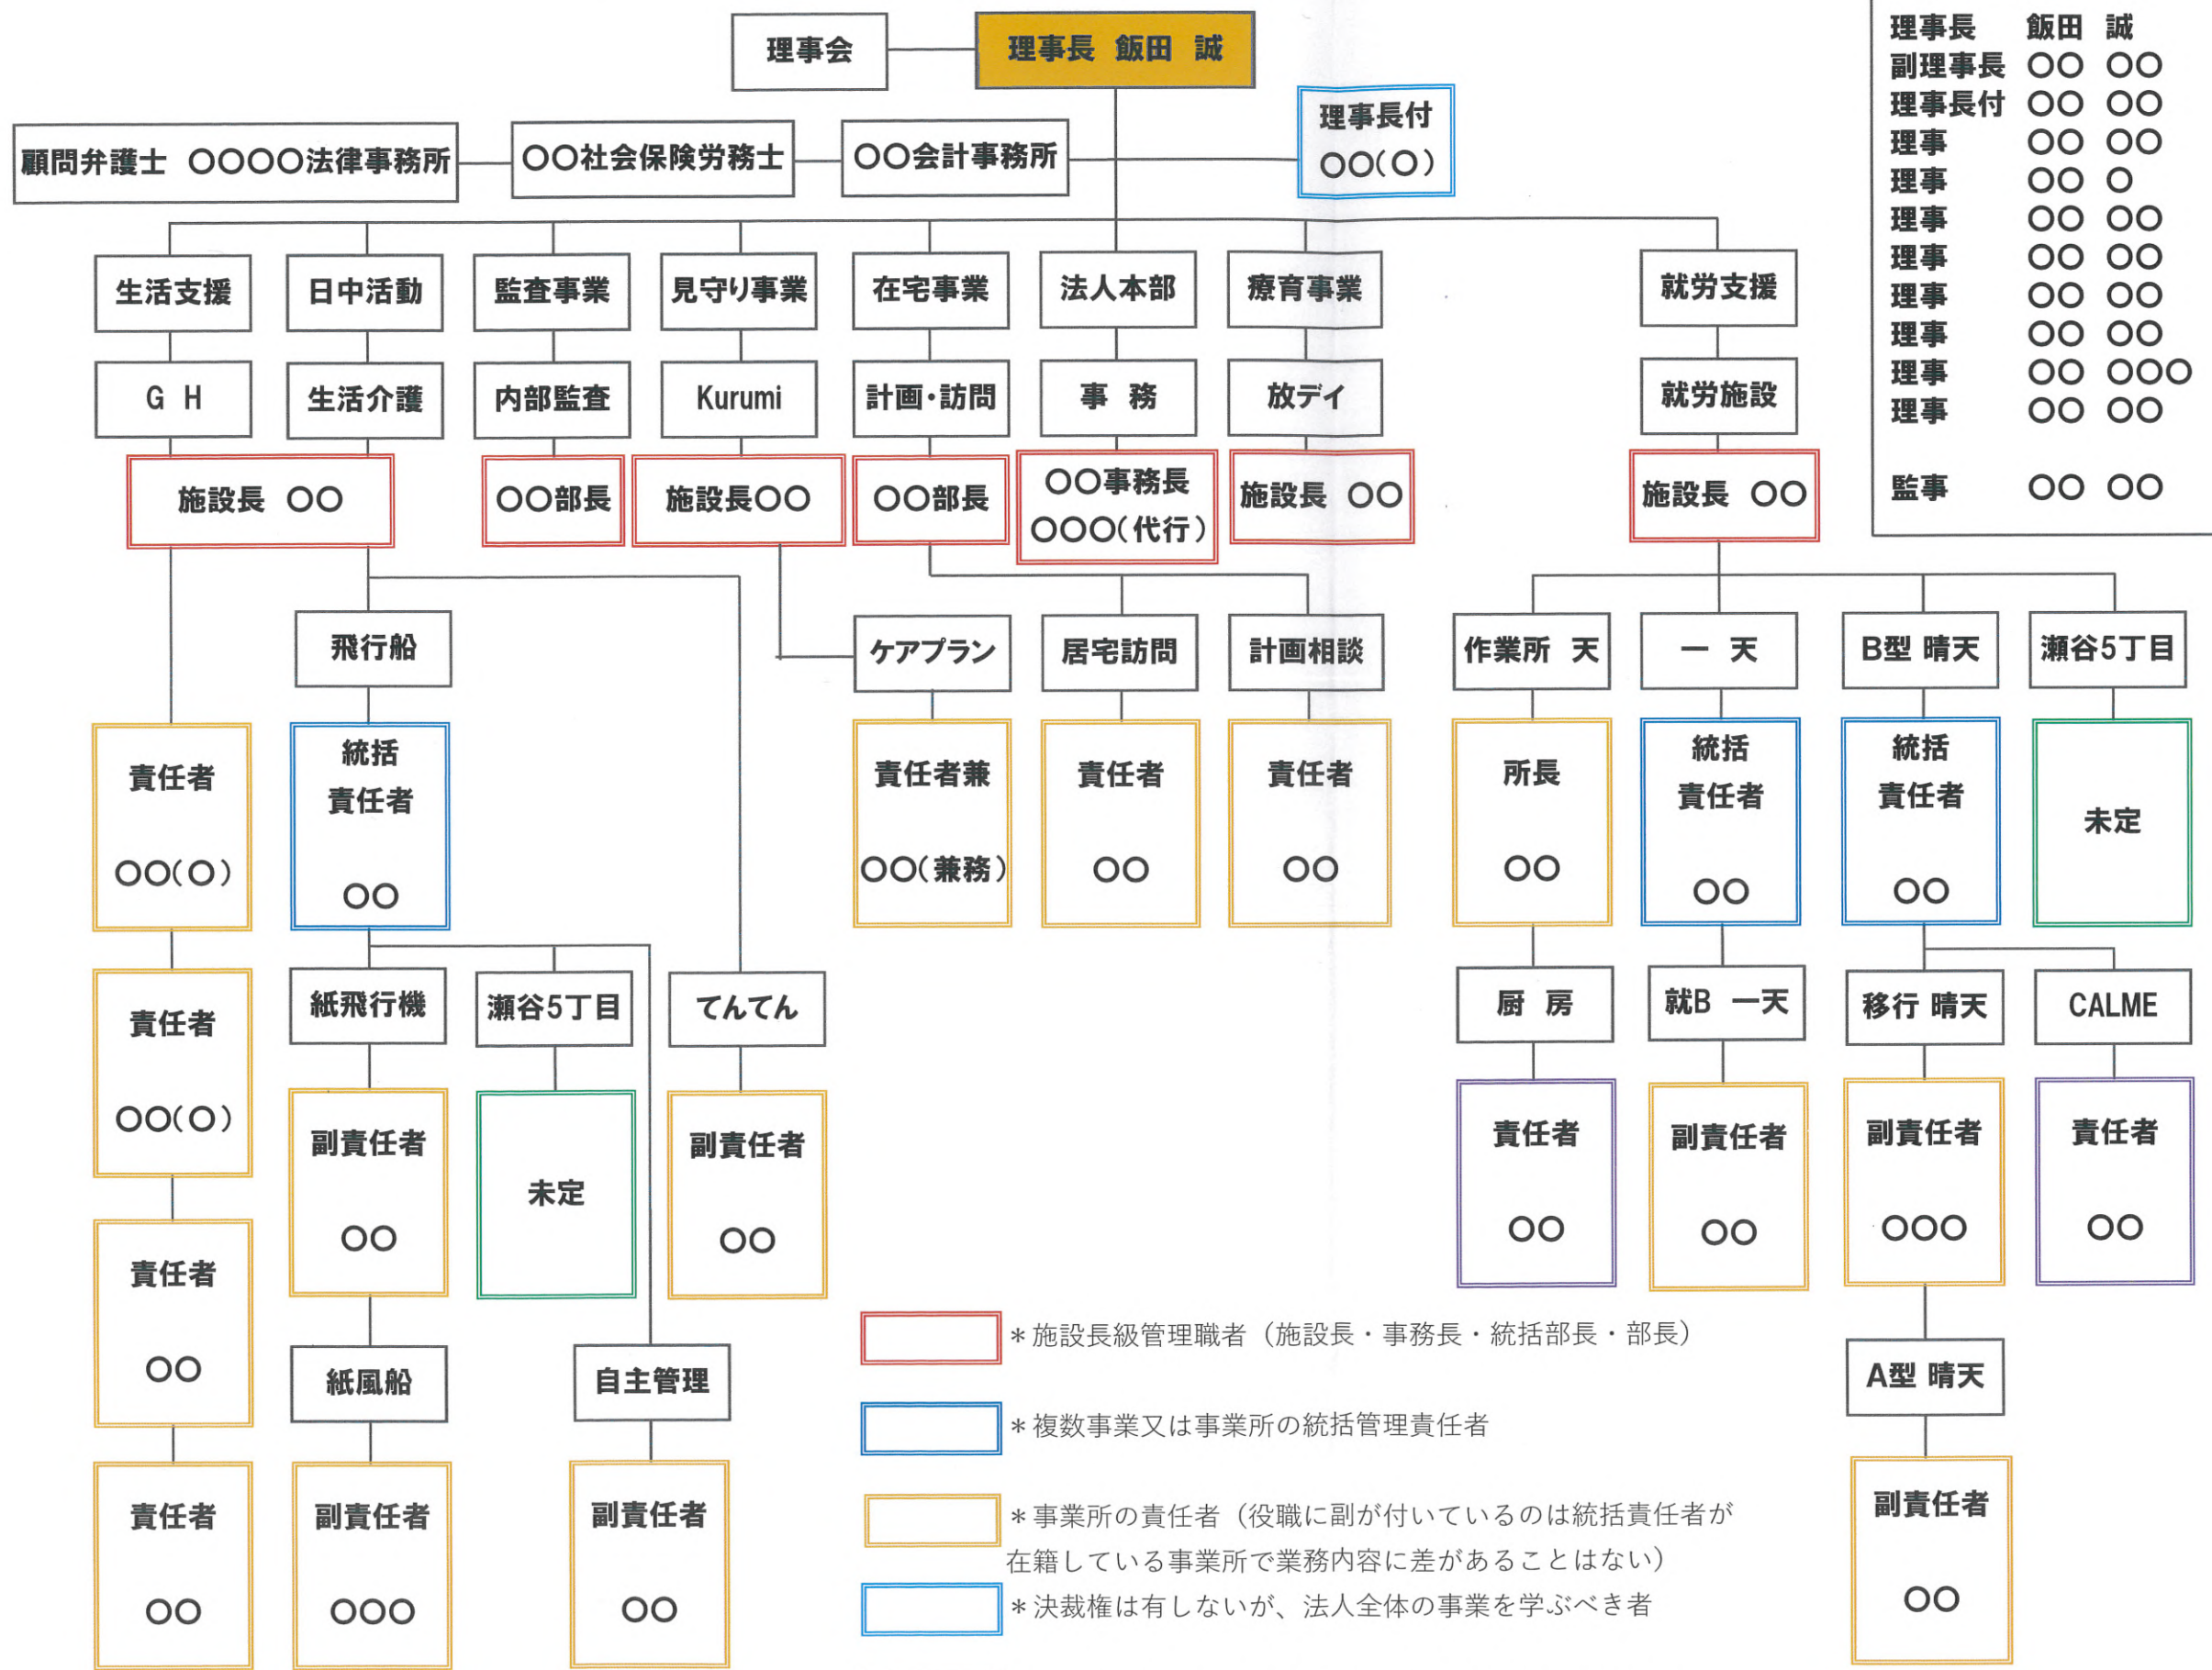 理事会
理事長 飯田 誠
理事長付
〇〇(〇)
顧問弁護士 〇〇〇〇法律事務所
〇〇社会保険労務士
〇〇会計事務所
理事長 飯田 誠
副理事長 〇〇 〇〇
理事長付 〇〇 〇〇
理事 〇〇 〇〇
理事 〇〇 〇
理事 〇〇 〇〇
理事 〇〇 〇〇
理事 〇〇 〇〇
理事 〇〇 〇〇
理事 〇〇 〇〇〇
理事 〇〇 〇〇
監事 〇〇 〇〇
生活支援
日中活動
監査事業
見守り事業
在宅事業
法人本部
療育事業
就労支援
G H
生活介護
内部監査
Kurumi
計画・訪問
事 務
放デイ
就労施設
施設長 〇〇
〇〇部長
施設長〇〇
〇〇部長
〇〇事務長
〇〇〇(代行)
施設長 〇〇
施設長 〇〇
飛行船
ケアプラン
居宅訪問
計画相談
作業所 天
一 天
B型 晴天
瀬谷5丁目
責任者
〇〇(〇)
統括
責任者
〇〇
責任者兼
〇〇(兼務)
責任者
〇〇
責任者
〇〇
所長
〇〇
統括
責任者
〇〇
統括
責任者
〇〇
未定
責任者
〇〇(〇)
紙飛行機
瀬谷5丁目
てんてん
厨 房
就B 一天
移行 晴天
CALME
副責任者
〇〇
未定
副責任者
〇〇
責任者
〇〇
副責任者
〇〇
副責任者
〇〇〇
責任者
〇〇
責任者
〇〇
紙風船
自主管理
A型 晴天
責任者
〇〇
副責任者
〇〇〇
副責任者
〇〇
副責任者
〇〇
＊施設長級管理職者（施設長・事務長・統括部長・部長）
＊複数事業又は事業所の統括管理責任者
＊事業所の責任者（役職に副が付いているのは統括責任者が
在籍している事業所で業務内容に差があることはない）
＊決裁権は有しないが、法人全体の事業を学ぶべき者